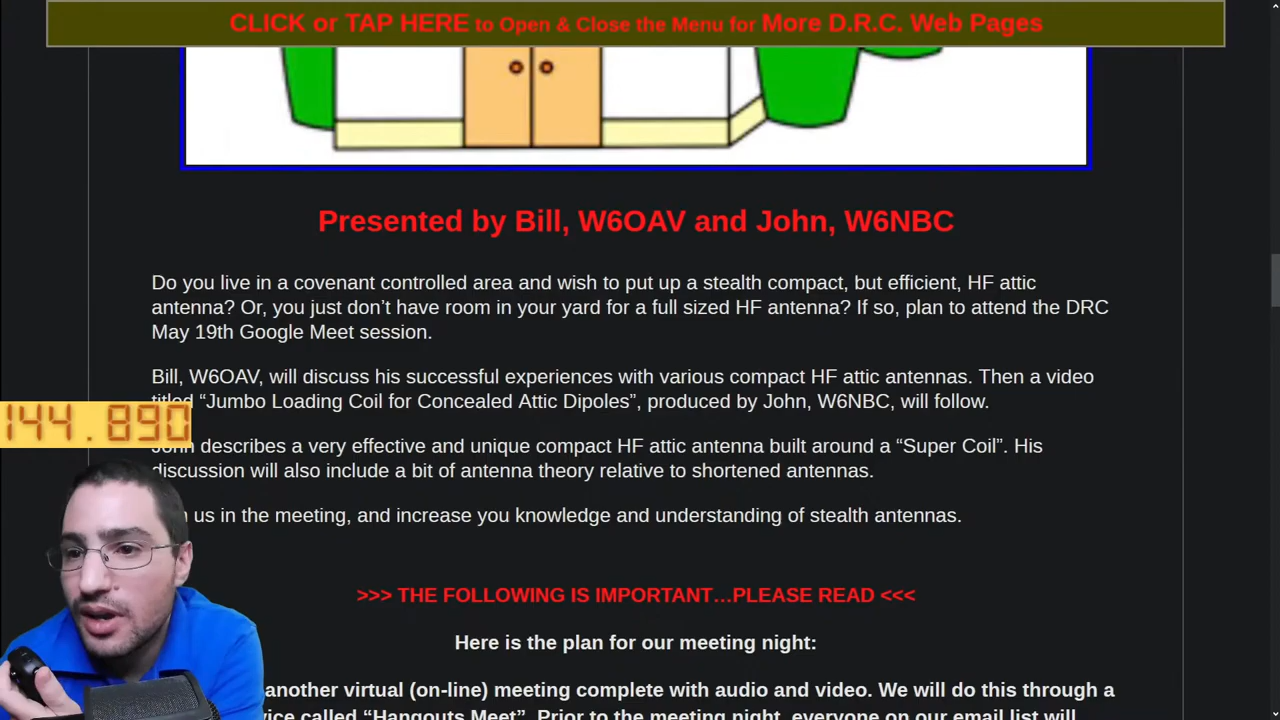 CLICK or TAP HERE to Open & Close the Menu for More D.R.C. Web Pages
Presented by Bill, W6OAV and John, W6NBC
Do you live in a covenant controlled area and wish to put up a stealth compact, but efficient, HF attic
antenna? Or, you just don’t have room in your yard for a full sized HF antenna? If so, plan to attend the DRC
May 19th Google Meet session.
Bill, W6OAV, will discuss his successful experiences with various compact HF attic antennas. Then a video
titled “Jumbo Loading Coil for Concealed Attic Dipoles”, produced by John, W6NBC, will follow.
144.890
John describes a very effective and unique compact HF attic antenna built around a “Super Coil”. His
discussion will also include a bit of antenna theory relative to shortened antennas.
us in the meeting, and increase you knowledge and understanding of stealth antennas.
>>> THE FOLLOWING IS IMPORTANT…PLEASE READ <<<
Here is the plan for our meeting night:
another virtual (on-line) meeting complete with audio and video. We will do this through a
called “Hangouts Meet”. Prior to the meeting night, everyone on our email list will